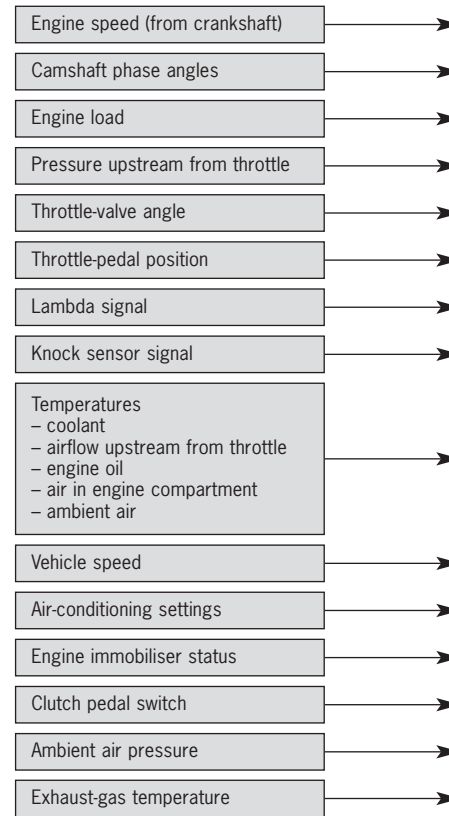 Engine speed (from crankshaft)
Camshaft phase angles
Engine load
Pressure upstream from throttle
Throttle-valve angle
Throttle-pedal position
Lambda signal
Knock sensor signal
Temperatures
– coolant
– airflow upstream from throttle
– engine oil
– air in engine compartment
– ambient air
Vehicle speed
Air-conditioning settings
Engine immobiliser status
Clutch pedal switch
Ambient air pressure
Exhaust-gas temperature